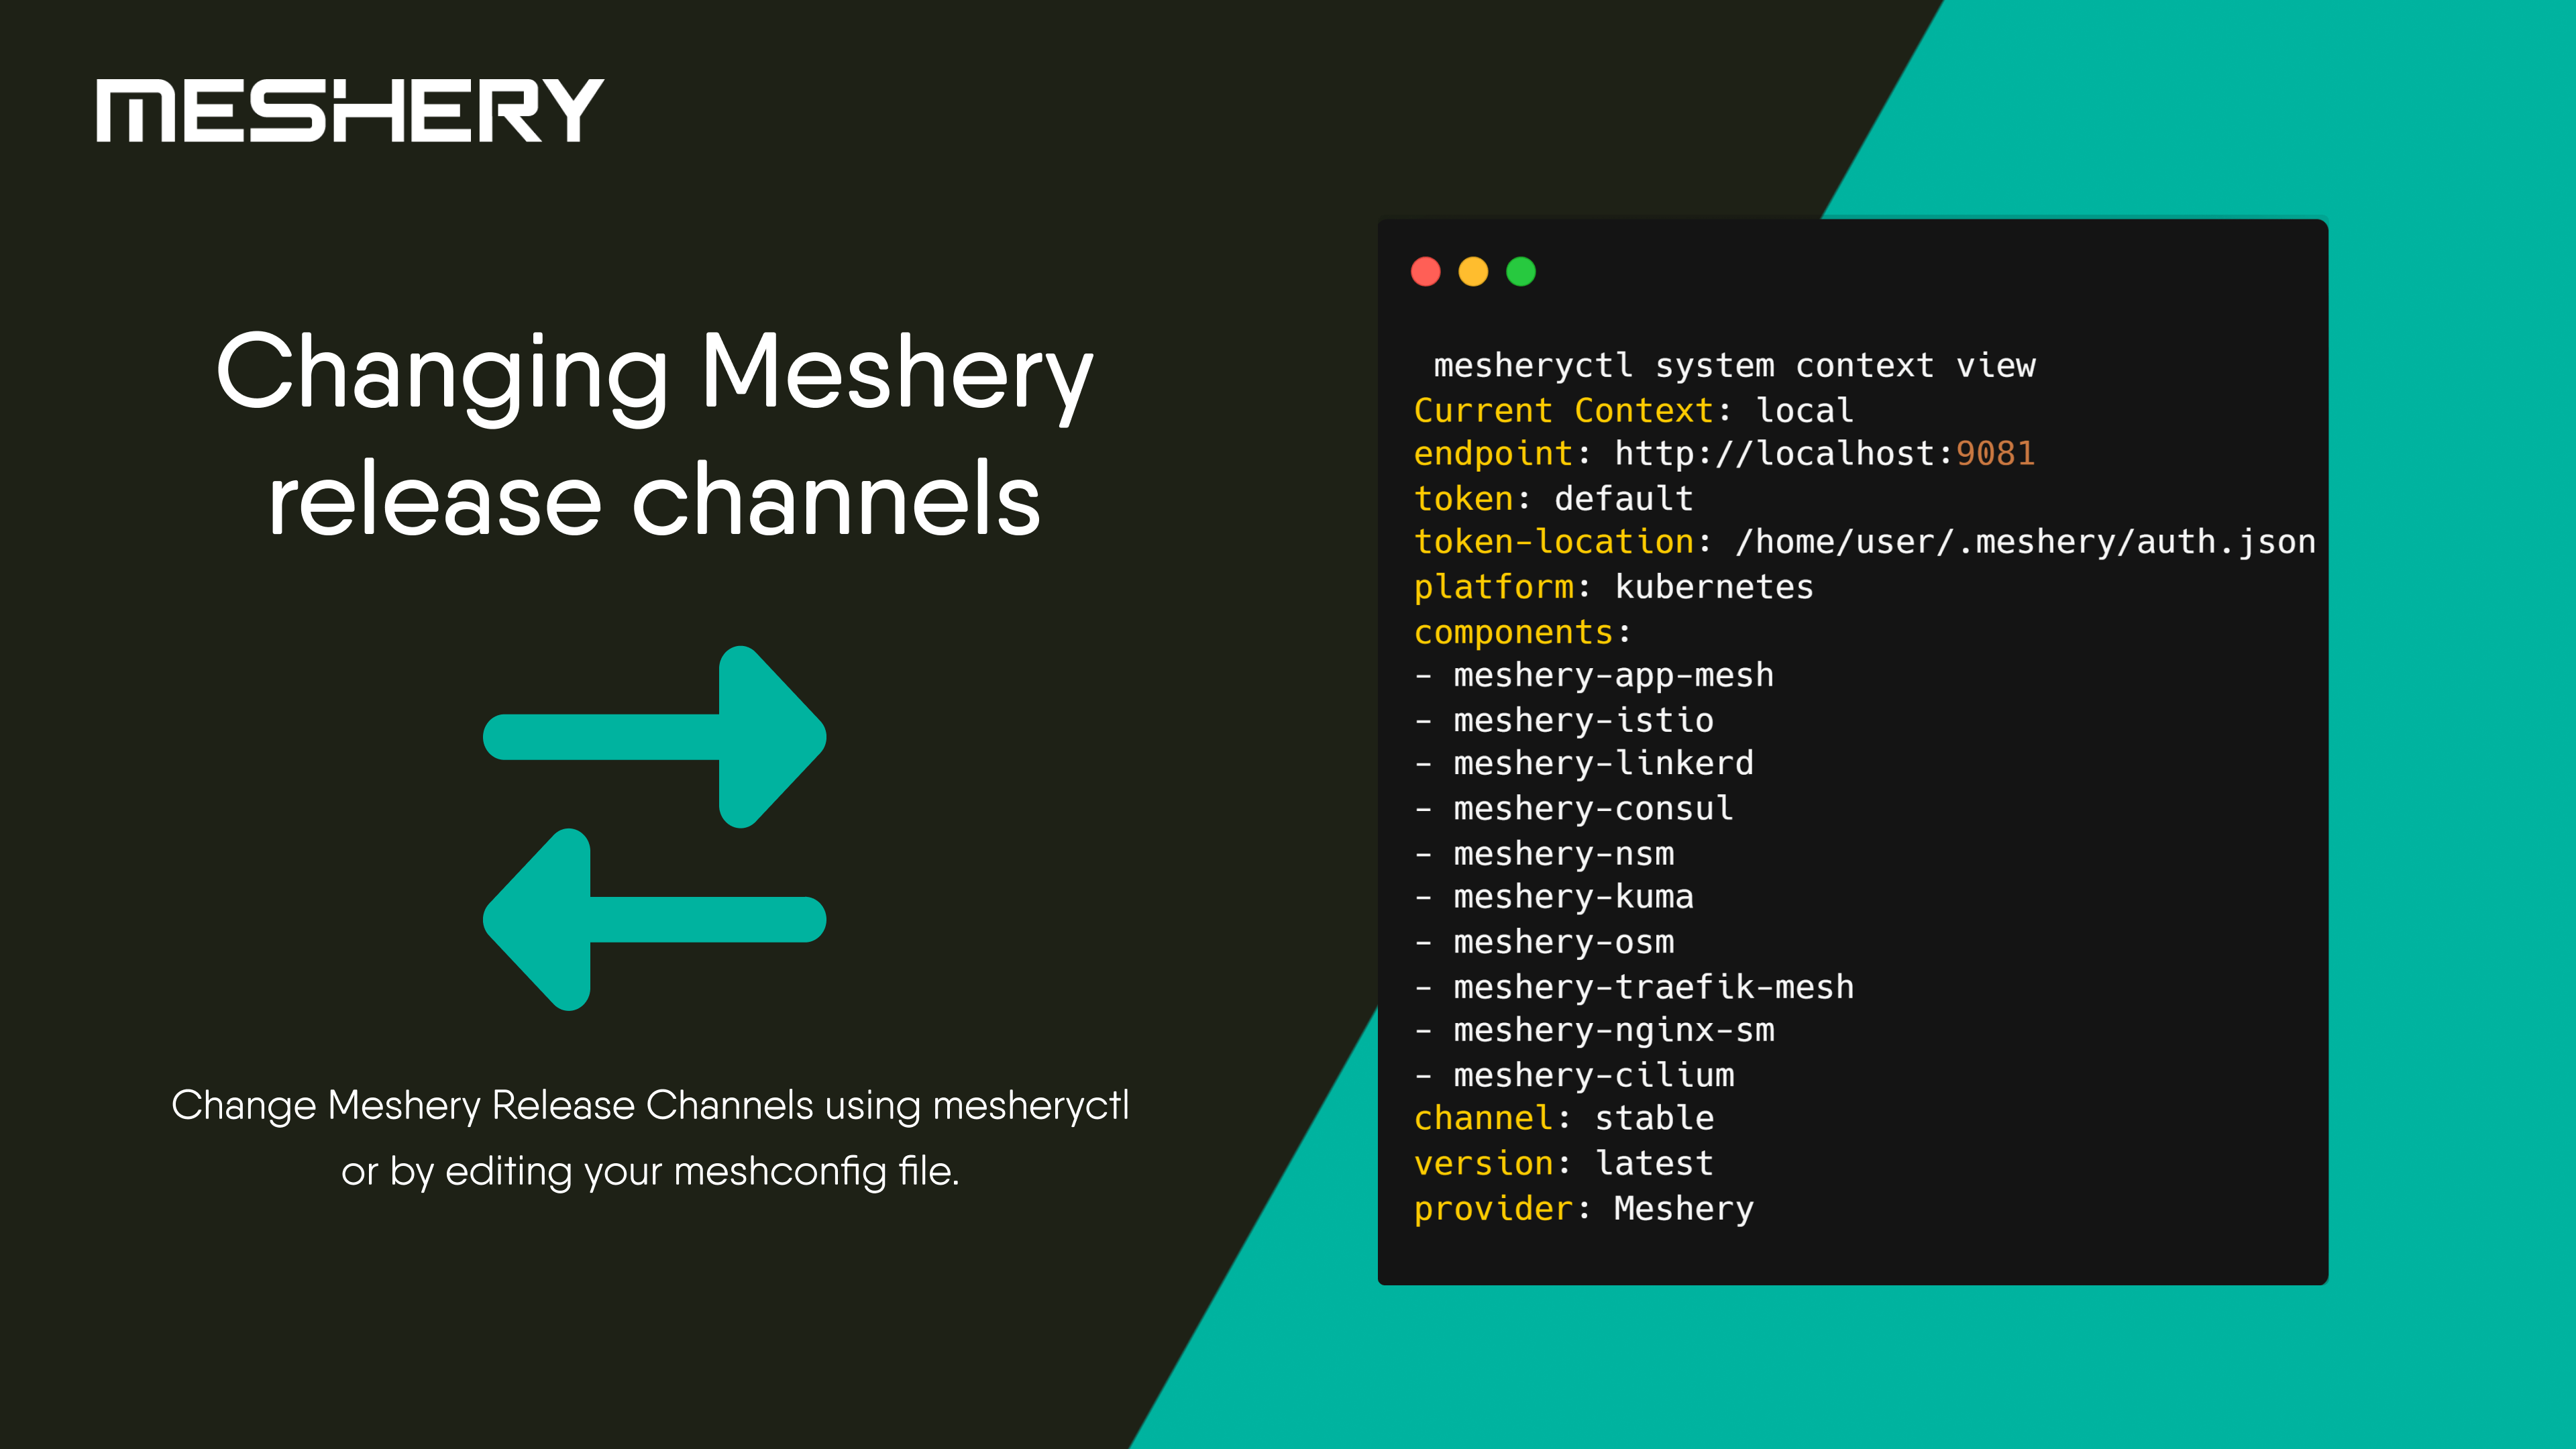 MESHERY
Changing Meshery
release channels
Change Meshery Release Channels using mesheryctl
or by editing your meshconfig file.
mesheryctl system context view
Current Context: local
endpoint: http://localhost:9081
token: default
token-location: /home/user/.meshery/auth.json
platform: kubernetes
components:
- meshery-app-mesh
- meshery-istio
- meshery-linkerd
- meshery-consul
- meshery-nsm
- meshery-kuma
- meshery-osm
- meshery-traefik-mesh
- meshery-nginx-sm
- meshery-cilium
channel: stable
version: latest
provider: Meshery